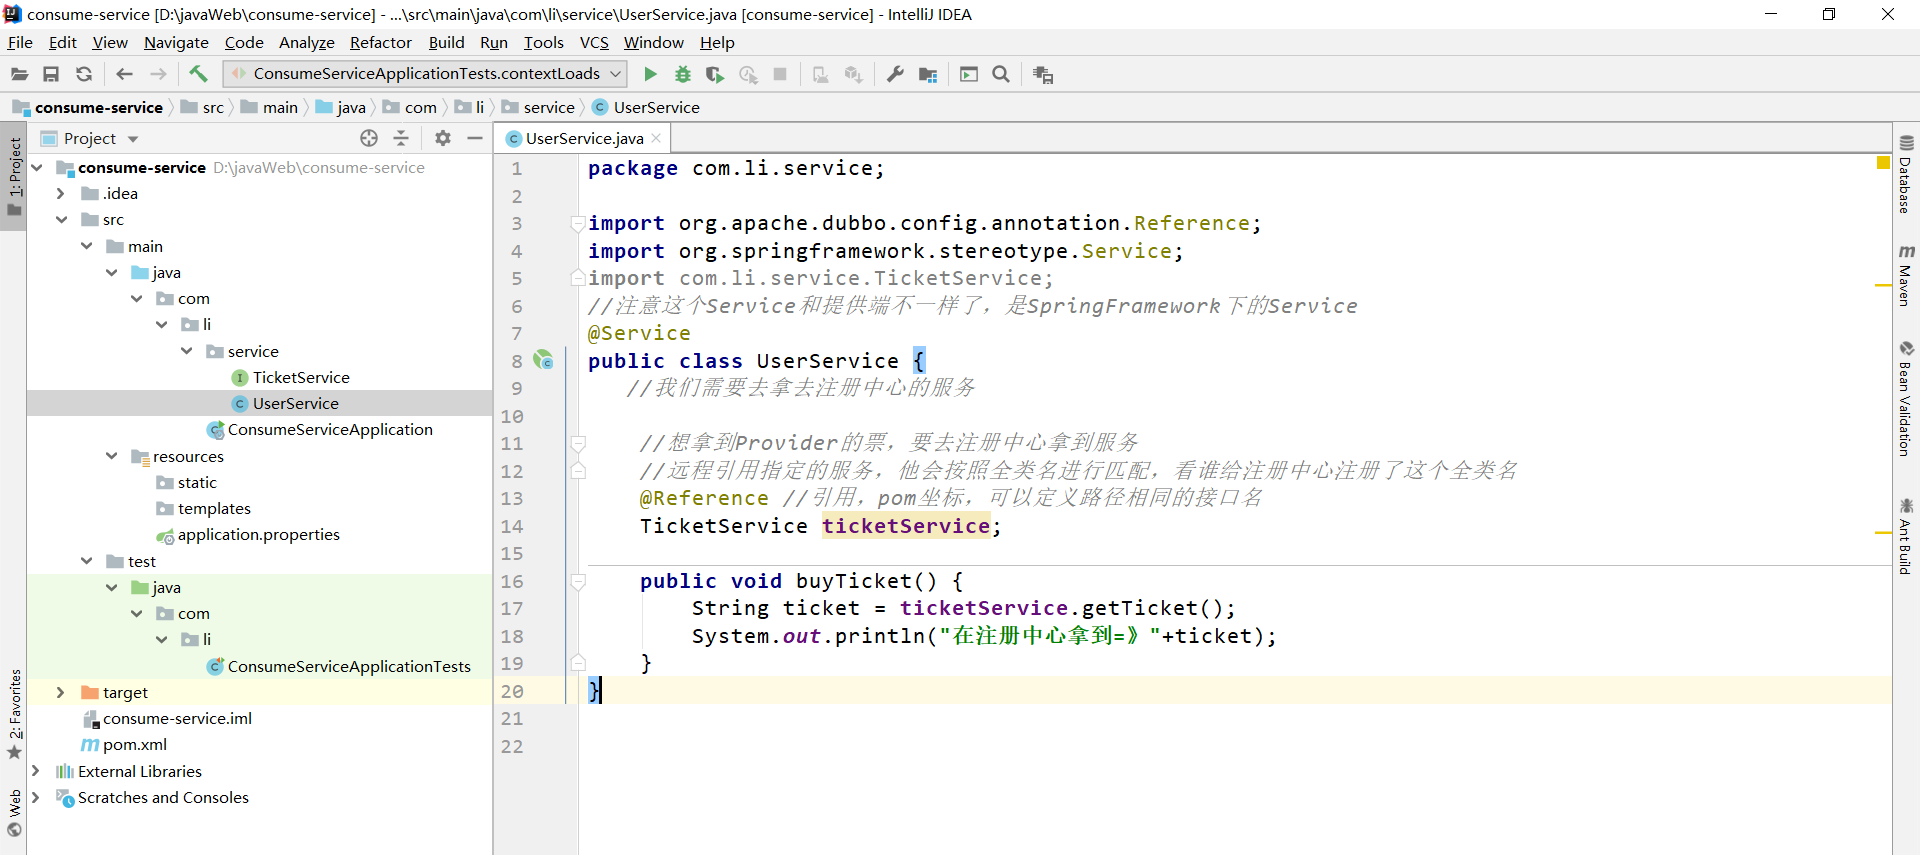 consume-service [D:\javaWeb\consume-service] - ...\src\main\java\com\li\service\UserService.java [consume-service] - IntelliJ IDEA
File Edit View Navigate Code Analyze Refactor Build Run Tools VCS Window Help
ConsumeServiceApplicationTests.contextLoads
consume-service src main java com li service UserService
1: Project
2: Favorites
Web
Project
consume-service D:\javaWeb\consume-service
.idea
src
main
java
com
li
service
TicketService
UserService
ConsumeServiceApplication
resources
static
templates
application.properties
test
java
com
li
ConsumeServiceApplicationTests
target
consume-service.iml
pom.xml
External Libraries
Scratches and Consoles
UserService.java
1 package com.li.service;
2
3 import org.apache.dubbo.config.annotation.Reference;
4 import org.springframework.stereotype.Service;
5 import com.li.service.TicketService;
6 //注意这个Service和提供端不一样了，是SpringFramework下的Service
7 @Service
8 public class UserService {
9 //我们需要去拿去注册中心的服务
10
11 //想拿到Provider的票，要去注册中心拿到服务
12 //远程引用指定的服务，他会按照全类名进行匹配，看谁给注册中心注册了这个全类名
13 @Reference //引用，pom坐标，可以定义路径相同的接口名
14 TicketService ticketService;
15
16 public void buyTicket() {
17 String ticket = ticketService.getTicket();
18 System.out.println("在注册中心拿到=》"+ticket);
19 }
20 }
21
22
Database
Maven
Bean Validation
Ant Build